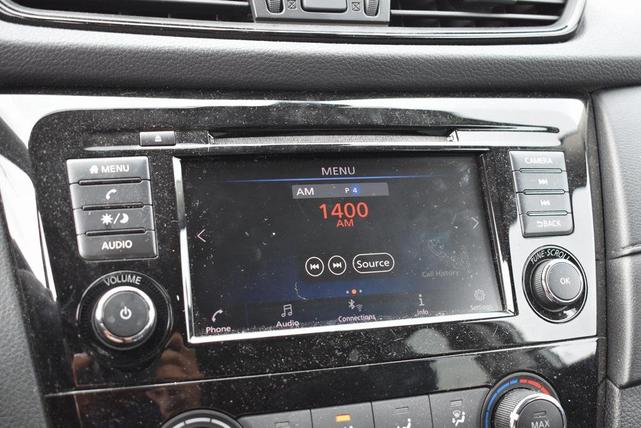 MENU
CAMERA
MENU
AM P 4
1400
AM
BACK
AUDIO
Source
VOLUME
TUNE·SCROLL
OK
Call History
Phone
Audio
Connections
Info
Settings
MAX